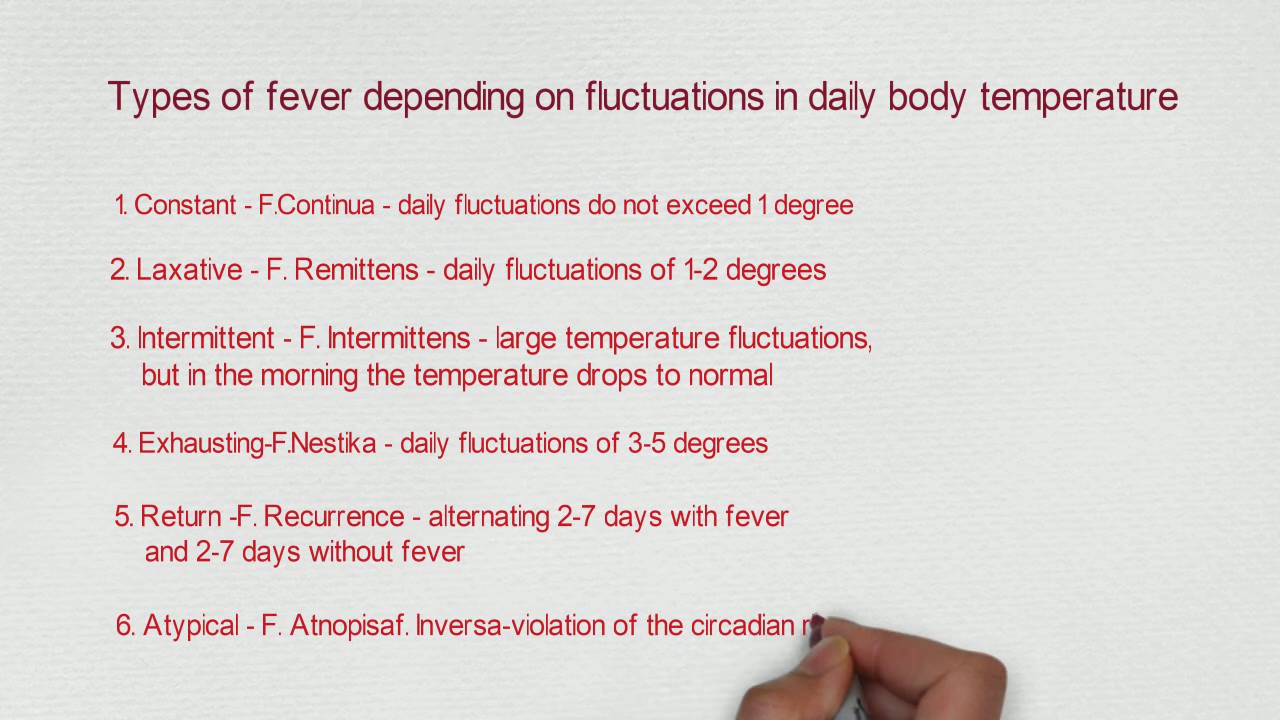 Types of fever depending on fluctuations in daily body temperature
1. Constant - F.Continua - daily fluctuations do not exceed 1 degree
2. Laxative - F. Remittens - daily fluctuations of 1-2 degrees
3. Intermittent - F. Intermittens - large temperature fluctuations,
but in the morning the temperature drops to normal
4. Exhausting-F.Nestika - daily fluctuations of 3-5 degrees
5. Return -F. Recurrence - alternating 2-7 days with fever
and 2-7 days without fever
6. Atypical - F. Atnopisaf. Inversa-violation of the circadian